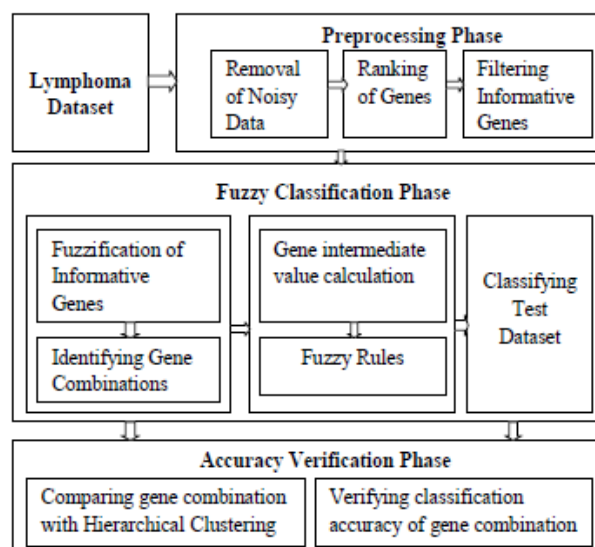 Lymphoma
Dataset
Preprocessing Phase
Removal
of Noisy
Data
Ranking
of Genes
Filtering
Informative
Genes
Fuzzy Classification Phase
Fuzzification of
Informative
Genes
Identifying Gene
Combinations
Gene intermediate
value calculation
Fuzzy Rules
Classifying
Test
Dataset
Accuracy Verification Phase
Comparing gene combination
with Hierarchical Clustering
Verifying classification
accuracy of gene combination